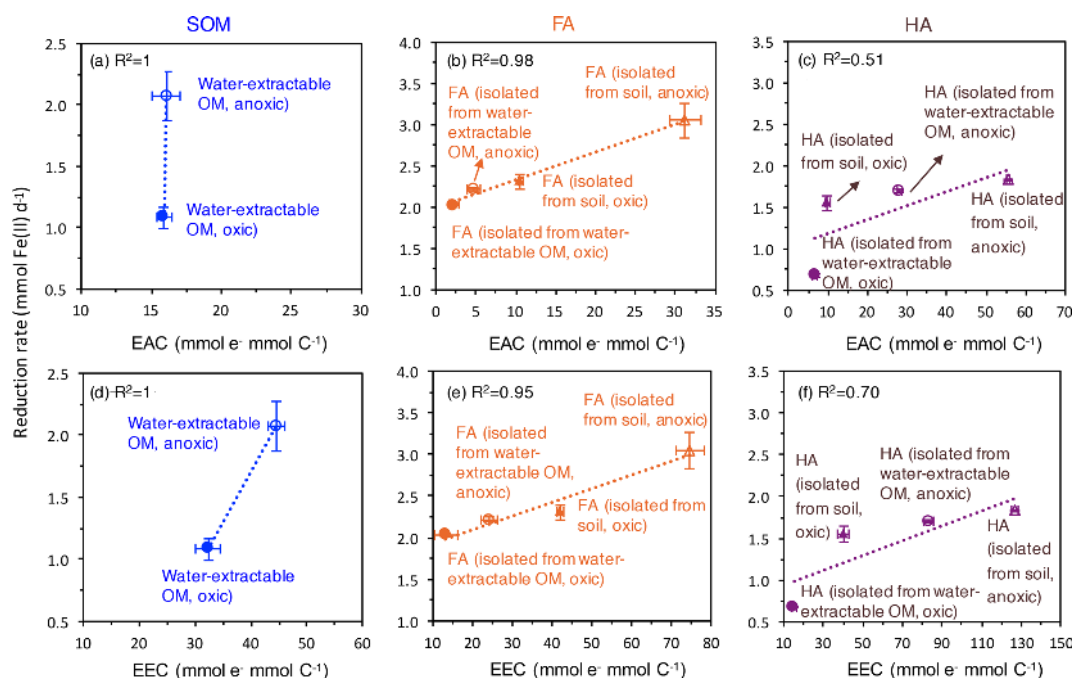 SOM
FA
HA
Reduction rate (mmol Fe(II) d-1)
(a) R²=1
Water-extractable
OM, anoxic)
Water-extractable
OM, oxic)
2.5
2.0
1.5
1.0
0.5
0.0
10
15
20
25
30
EAC (mmol e- mmol C-1)
(b) R²=0.98
FA (isolated
from soil, anoxic)
FA (isolated
from water-
extractable
OM, anoxic)
FA (isolated
from soil, oxic)
FA (isolated from water-
extractable OM, oxic)
4.0
3.5
3.0
2.5
2.0
1.5
1.0
0
5
10
15
20
25
30
35
EAC (mmol e- mmol C-1)
(c) R²=0.51
HA (isolated from
water-extractable
OM, anoxic)
HA (isolated
from soil, oxic)
HA (isolated
from soil,
anoxic)
HA (isolated from
water-extractable
OM, oxic)
3.5
3.0
2.5
2.0
1.5
1.0
0.5
0
10
20
30
40
50
60
70
EAC (mmol e- mmol C-1)
(d) R²=1
Water-extractable
OM, anoxic)
Water-extractable
OM, oxic)
2.5
2.0
1.5
1.0
0.5
10
20
30
40
50
60
EEC (mmol e- mmol C-1)
(e) R²=0.95
FA (isolated
from soil, anoxic)
FA (isolated
from water-
extractable OM,
anoxic)
FA (isolated from
soil, oxic)
FA (isolated from water-
extractable OM, oxic)
4.0
3.5
3.0
2.5
2.0
1.5
1.0
10
20
30
40
50
60
70
80
EEC (mmol e- mmol C-1)
(f) R²=0.70
HA
(isolated
from soil,
oxic)
HA (isolated from
water-extractable
OM, anoxic)
HA
(isolated
from soil,
anoxic)
HA (isolated from water-
extractable OM, oxic)
3.5
3.0
2.5
2.0
1.5
1.0
0.5
10
30
50
70
90
110
130
150
EEC (mmol e- mmol C-1)